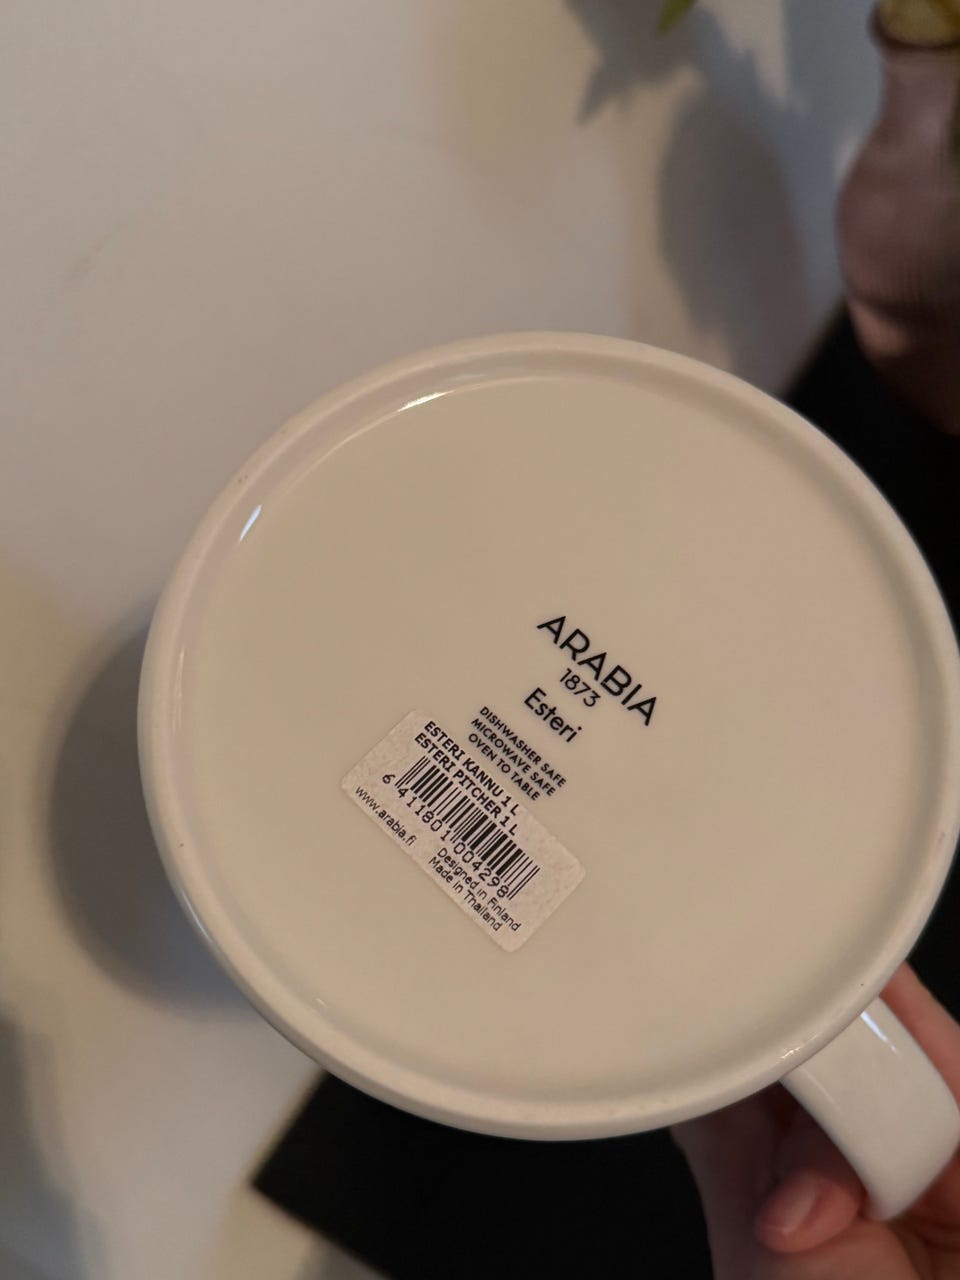 ARABIA
1873
Esteri
DISHWASHER SAFE
MICROWAVE SAFE
OVEN TO TABLE
ESTERI KANNU 1 L
ESTERI PITCHER 1 L
6 411801 004298
www.arabia.fi
Designed in Finland
Made in Thailand